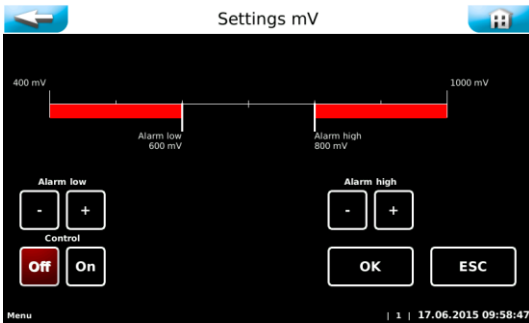 Settings mV
400 mV
1000 mV
Alarm low
600 mV
Alarm high
800 mV
Alarm low
Alarm high
- +
- +
Control
Off On
OK
ESC
Menu
| 1 | 17.06.2015 09:58:47